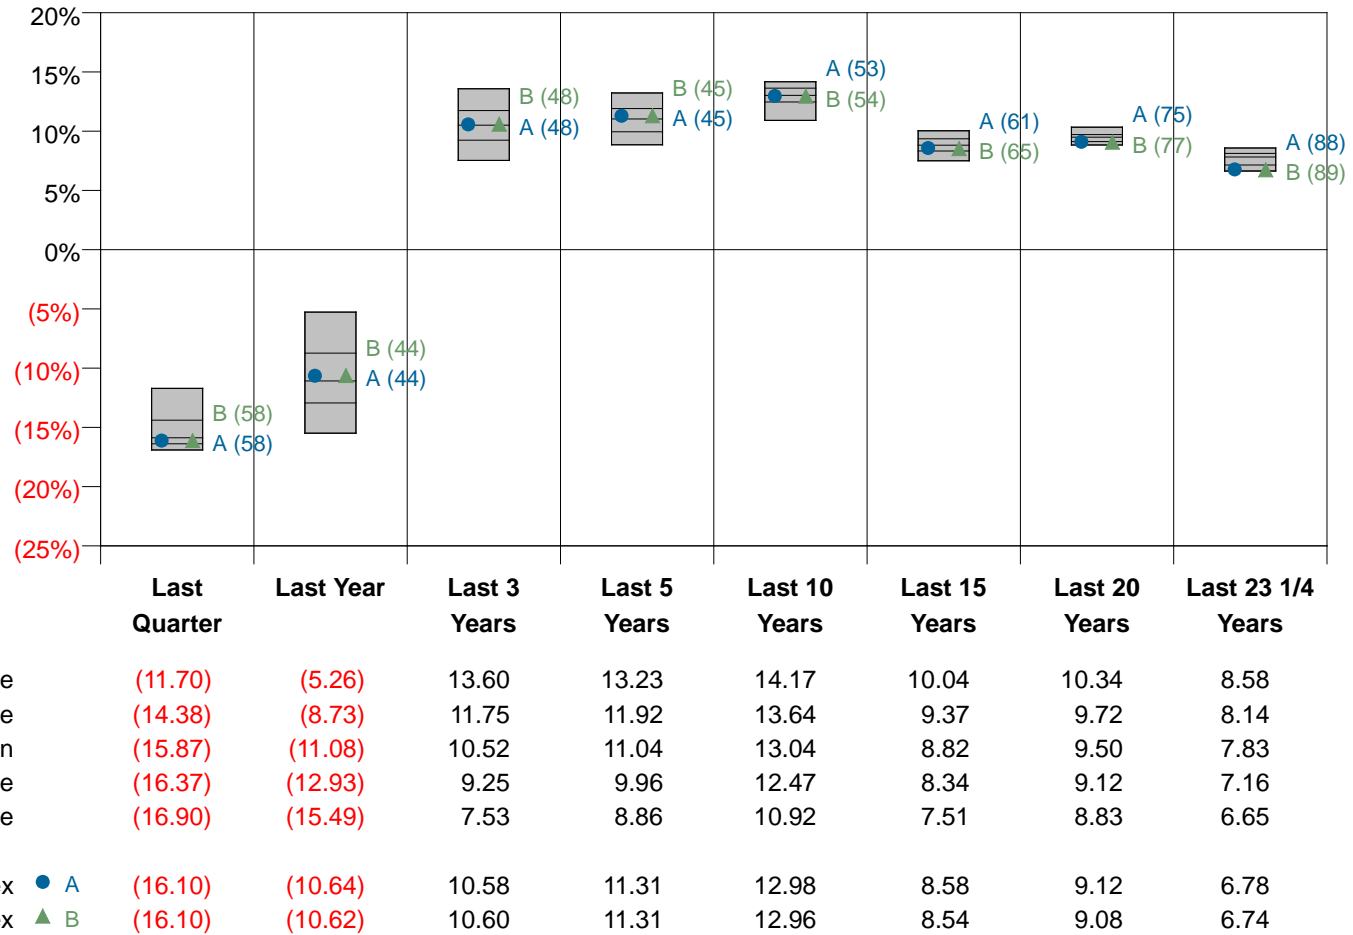 20%
15%
10%
5%
0%
(5%)
(10%)
(15%)
(20%)
(25%)
B (58)
A (58)
B (44)
A (44)
B (48)
A (48)
B (45)
A (45)
A (53)
B (54)
A (61)
B (65)
A (75)
B (77)
A (88)
B (89)
Last Quarter
Last Year
Last 3 Years
Last 5 Years
Last 10 Years
Last 15 Years
Last 20 Years
Last 23 1/4 Years
e (11.70) (5.26) 13.60 13.23 14.17 10.04 10.34 8.58
e (14.38) (8.73) 11.75 11.92 13.64 9.37 9.72 8.14
n (15.87) (11.08) 10.52 11.04 13.04 8.82 9.50 7.83
e (16.37) (12.93) 9.25 9.96 12.47 8.34 9.12 7.16
e (16.90) (15.49) 7.53 8.86 10.92 7.51 8.83 6.65
ex A (16.10) (10.64) 10.58 11.31 12.98 8.58 9.12 6.78
ex B (16.10) (10.62) 10.60 11.31 12.96 8.54 9.08 6.74